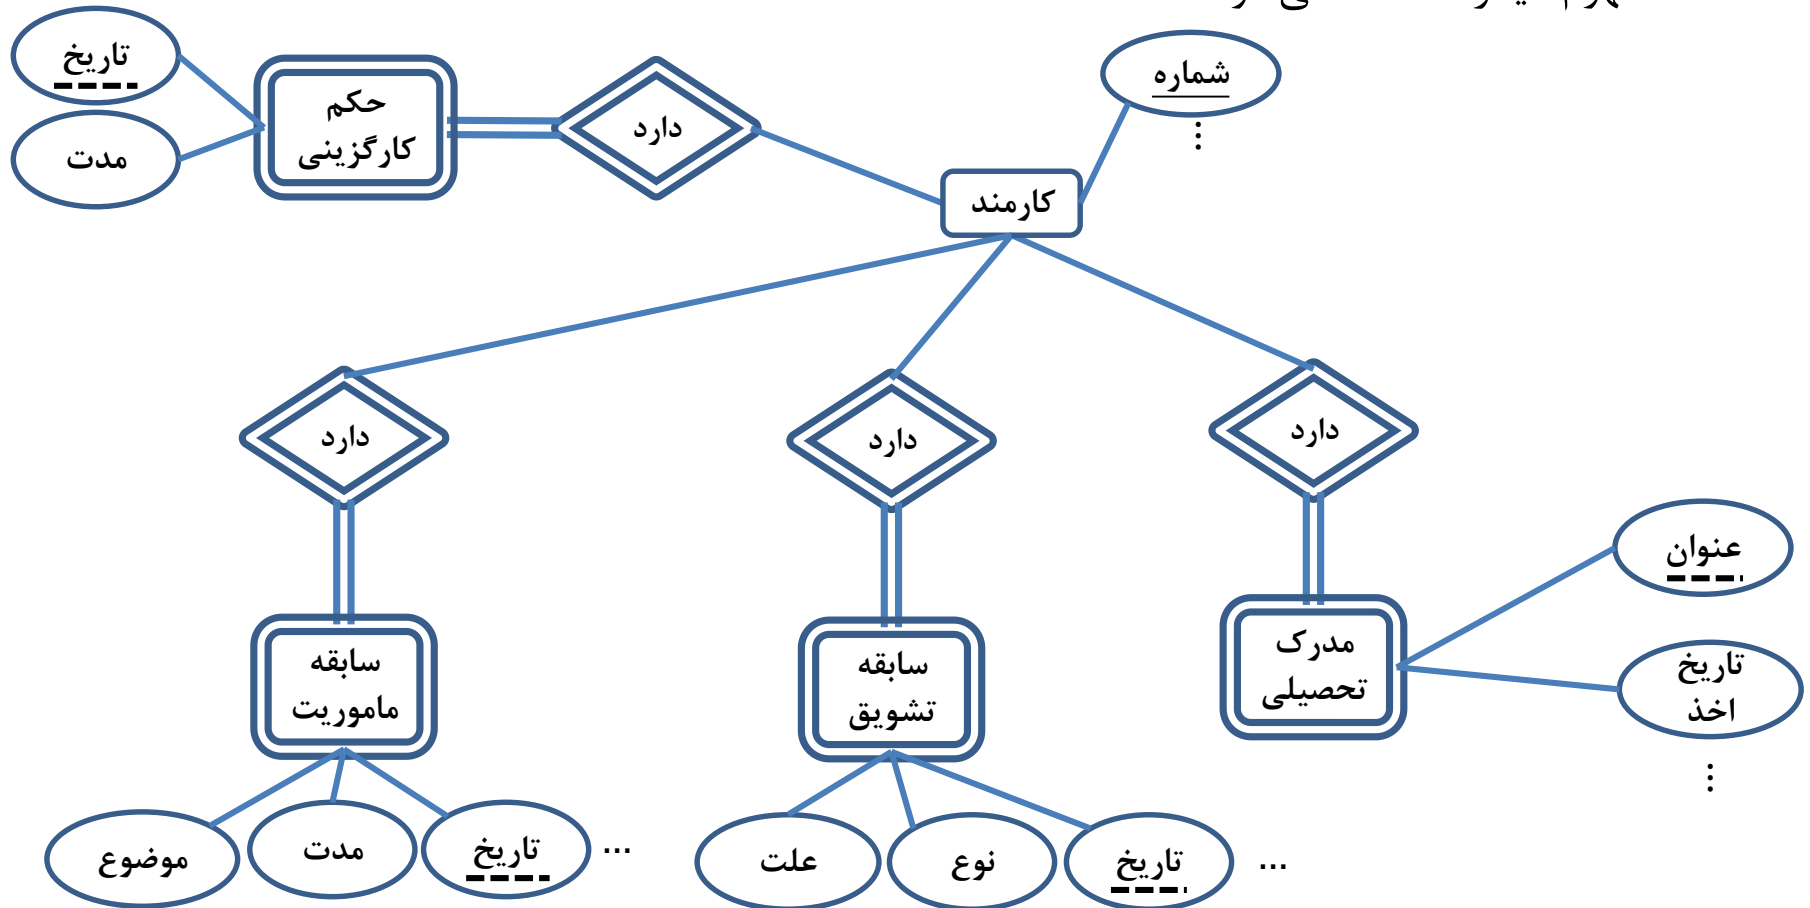 شماره
...
تاریخ
مدت
حکم
کارگزینی
دارد
کارمند
دارد
دارد
دارد
عنوان
تاریخ
اخذ
...
مدرک
تحصیلی
سابقه
تشویق
سابقه
ماموریت
تاریخ
نوع
علت
...
تاریخ
مدت
موضوع
...